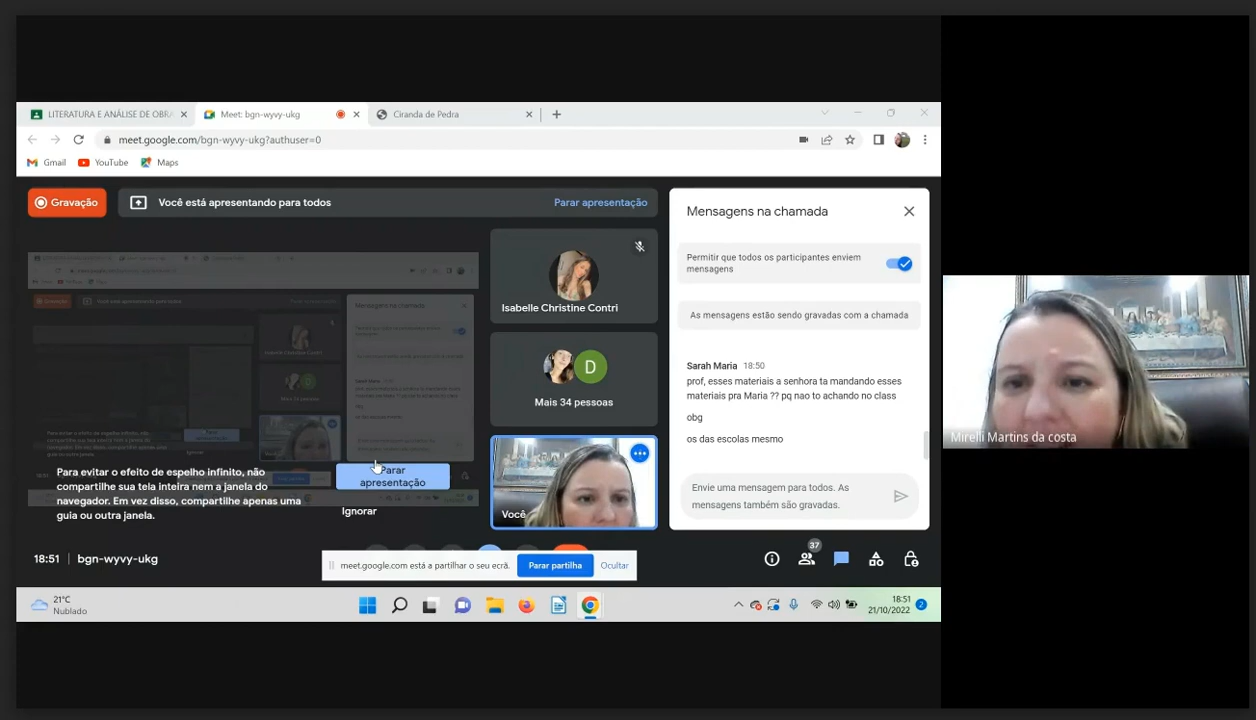 LITERATURA E ANÁLISE DE OBR
Meet: bgn-wyvy-ukg
Ciranda de Pedra
meet.google.com/bgn-wyvy-ukg?authuser=0
Gmail
YouTube
Maps
Gravação
Você está apresentando para todos
Parar apresentação
Mensagens na chamada
Permitir que todos os participantes enviem
mensagens
As mensagens estão sendo gravadas com a chamada
Isabelle Christine Contri
D
Mais 34 pessoas
Sarah Maria 18:50
prof, esses materiais a senhora ta mandando esses
materiais pra Maria ?? pq nao to achando no class
obg
os das escolas mesmo
Mirelli Martins da costa
Para evitar o efeito de espelho infinito, não
compartilhe sua tela inteira nem a janela do
navegador. Em vez disso, compartilhe apenas uma
guia ou outra janela.
Parar
apresentação
Ignorar
Você
Envie uma mensagem para todos. As
mensagens também são gravadas.
18:51 | bgn-wyvy-ukg
meet.google.com está a partilhar o seu ecrã.
Parar partilha
Ocultar
37
21°C
Nublado
18:51
21/10/2022
2